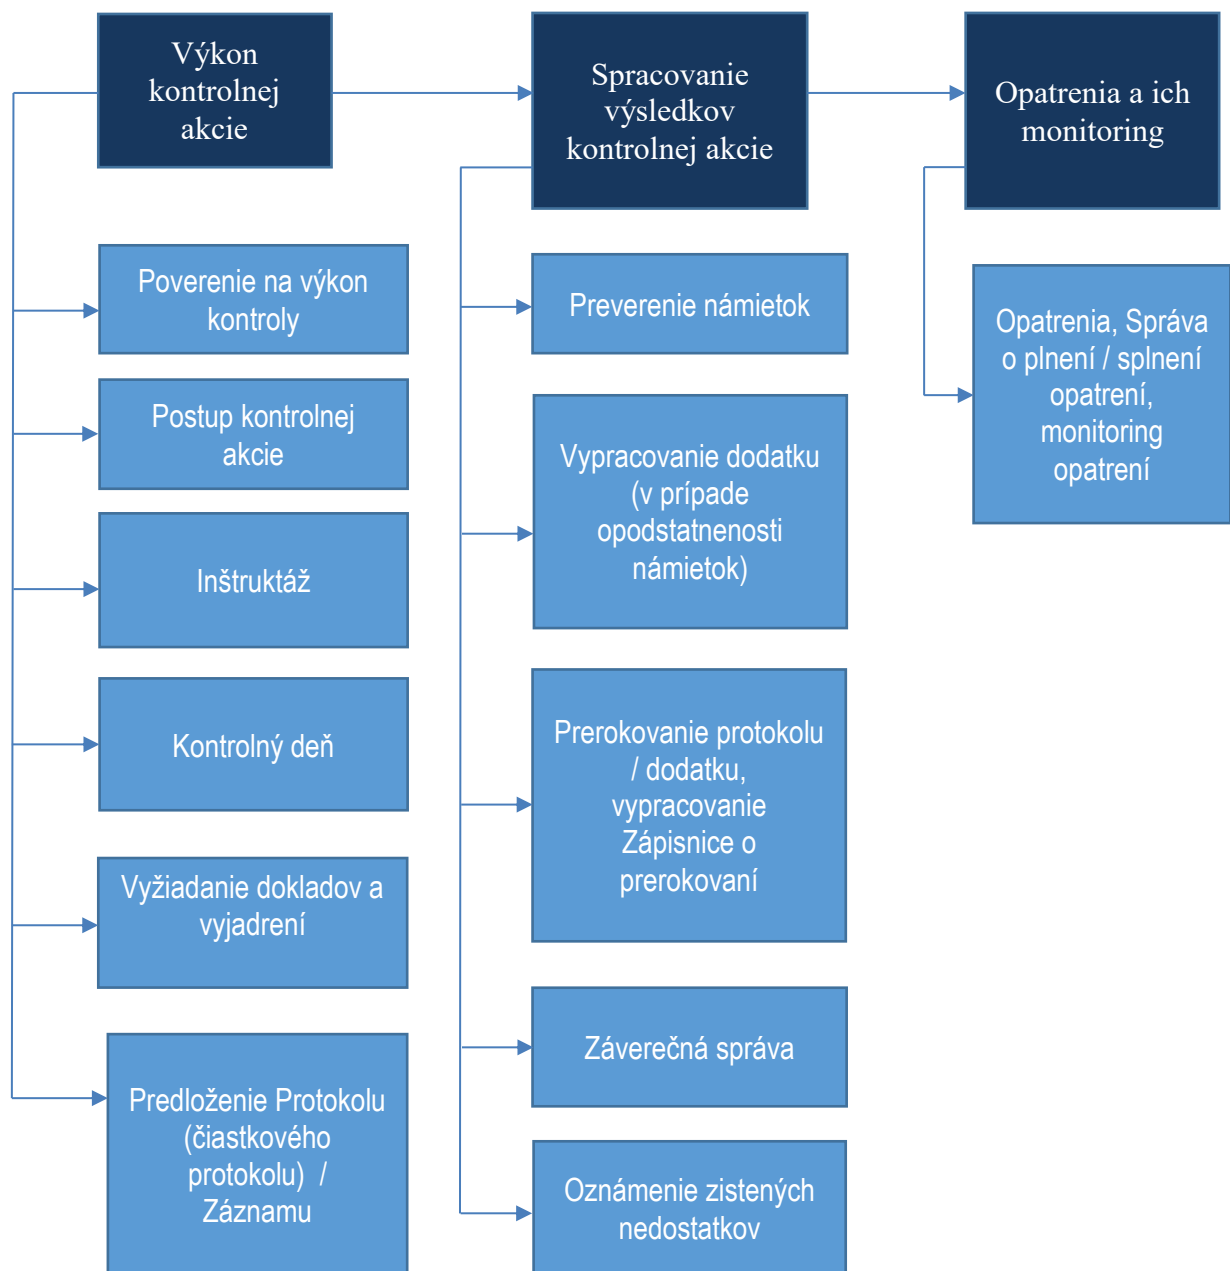 Výkon
kontrolnej
akcie
Poverenie na výkon
kontroly
Postup kontrolnej
akcie
Inštruktáž
Kontrolný deň
Vyžiadanie dokladov a
vyjadrení
Predloženie Protokolu
(čiastkového
protokolu) /
Záznamu
Spracovanie
výsledkov
kontrolnej akcie
Preverenie námietok
Vypracovanie dodatku
(v prípade
opodstatnenosti
námietok)
Prerokovanie protokolu
/ dodatku,
vypracovanie
Zápisnice o
prerokovaní
Záverečná správa
Oznámenie zistených
nedostatkov
Opatrenia a ich
monitoring
Opatrenia, Správa
o plnení / splnení
opatrení,
monitoring
opatrení